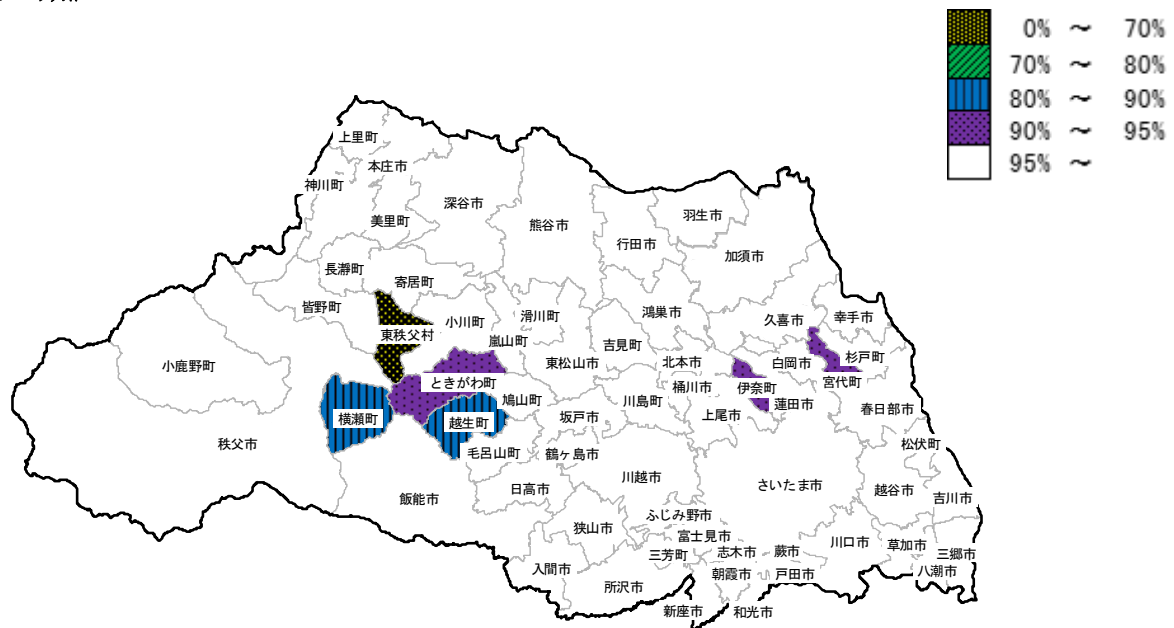 0% ～ 70%
70% ～ 80%
80% ～ 90%
90% ～ 95%
95% ～
上里町
本庄市
神川町
美里町
深谷市
熊谷市
行田市
羽生市
加須市
長瀞町
寄居町
皆野町
小川町
滑川町
鴻巣市
久喜市
幸手市
東秩父村
嵐山町
吉見町
小鹿野町
東松山市
北本市
白岡市
杉戸町
ときがわ町
桶川市
伊奈町
宮代町
鳩山町
川島町
蓮田市
横瀬町
越生町
坂戸市
上尾市
春日部市
秩父市
毛呂山町
鶴ヶ島市
松伏町
飯能市
日高市
川越市
さいたま市
越谷市
吉川市
ふじみ野市
狭山市
富士見市
三芳町
志木市
蕨市
川口市
草加市
三郷市
入間市
所沢市
朝霞市
戸田市
八潮市
新座市
和光市